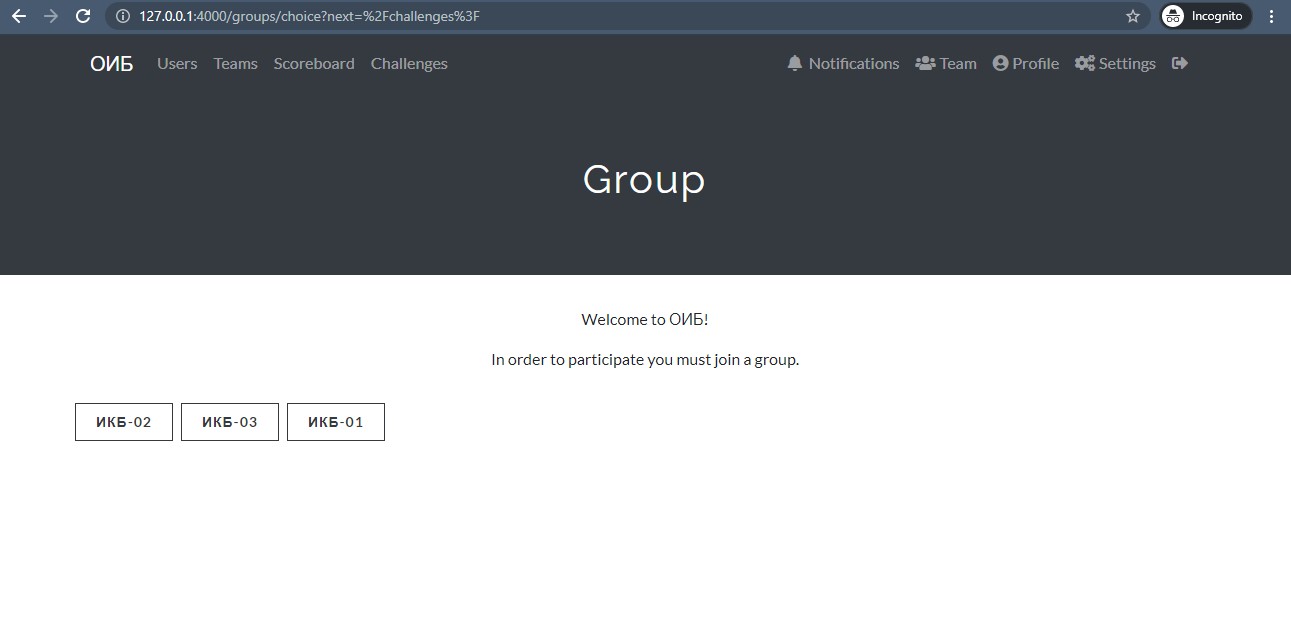 127.0.0.1:4000/groups/choice?next=%2Fchallenges%3F Incognito
ОИБ Users Teams Scoreboard Challenges Notifications Team Profile Settings
Group
Welcome to ОИБ!
In order to participate you must join a group.
ИКБ-02 ИКБ-03 ИКБ-01